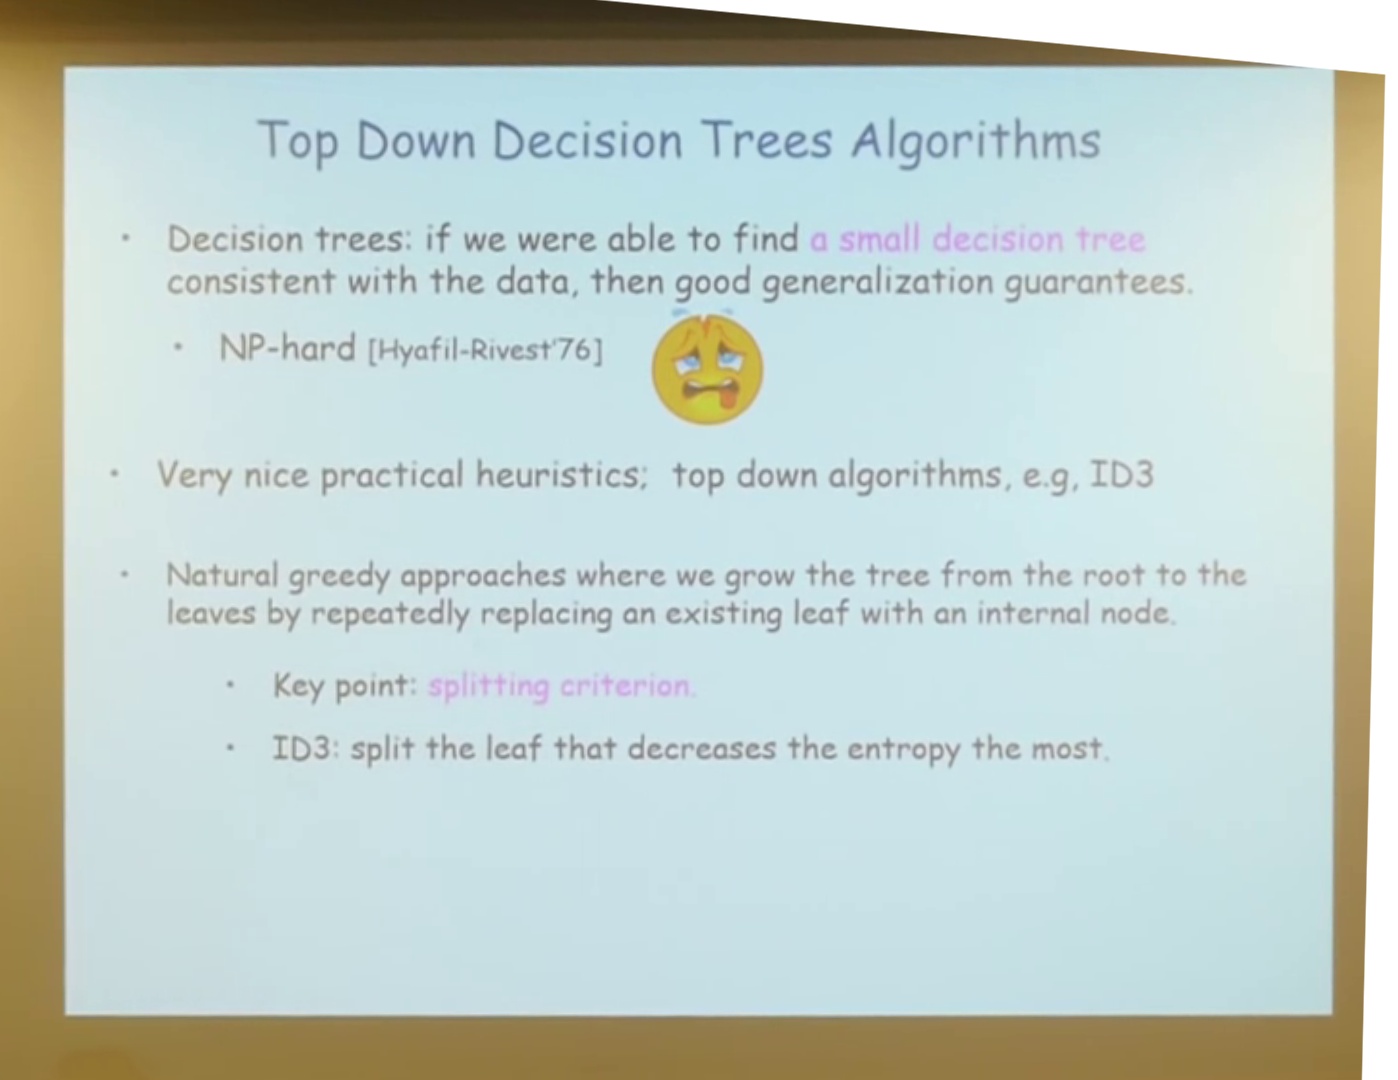 Top Down Decision Trees Algorithms
• Decision trees: if we were able to find a small decision tree
consistent with the data, then good generalization guarantees.
• NP-hard [Hyafil-Rivest'76]
• Very nice practical heuristics; top down algorithms, e.g, ID3
• Natural greedy approaches where we grow the tree from the root to the
leaves by repeatedly replacing an existing leaf with an internal node.
• Key point: splitting criterion.
• ID3: split the leaf that decreases the entropy the most.